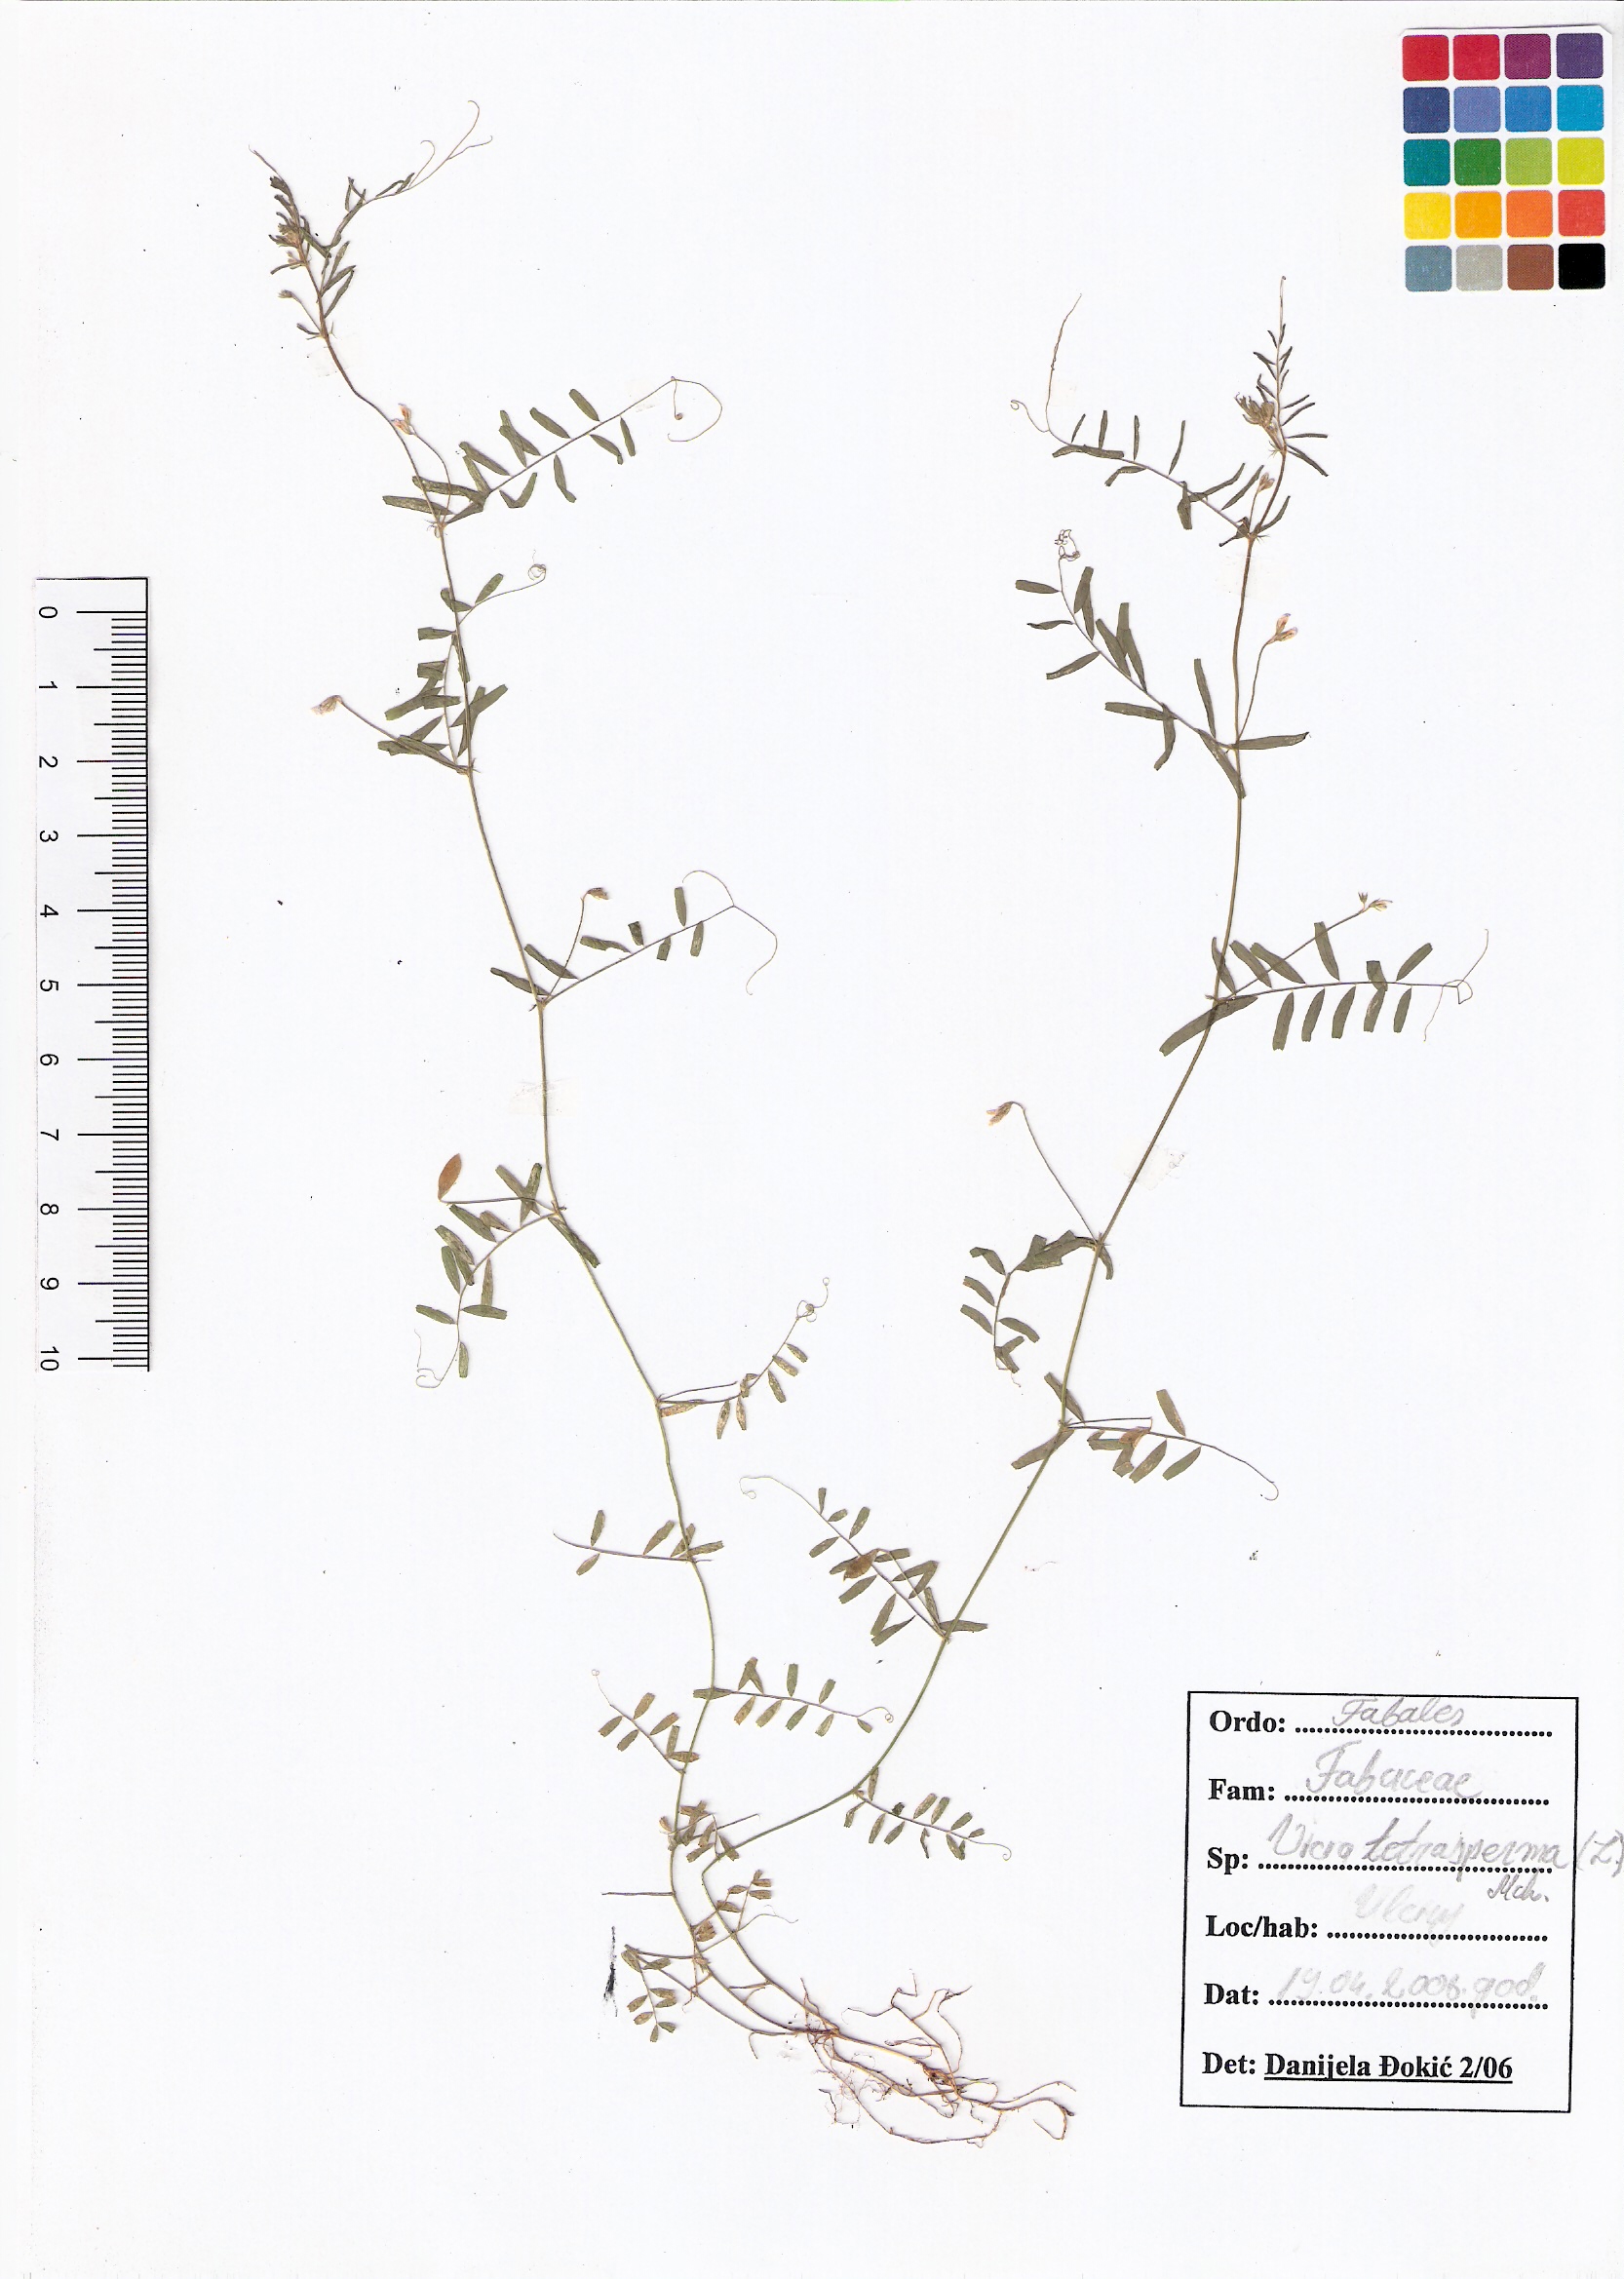 0
1
2
3
4
5
6
7
8
9
10
Ordo: Fabales
Fam: Fabaceae
Sp: Vicia tetrasperma (L.)
Mch.
Loc/hab:
Dat: 19.04.2008. god.
Det: Danijela Đokić 2/06